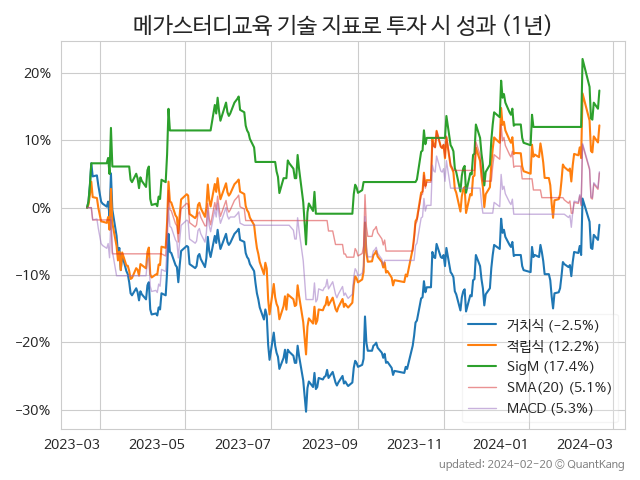 메가스터디교육 기술 지표로 투자 시 성과 (1년)
20%
10%
0%
−10%
−20%
−30%
거치식 (−2.5%)
적립식 (12.2%)
SigM (17.4%)
SMA(20) (5.1%)
MACD (5.3%)
2023−03 2023−05 2023−07 2023−09 2023−11 2024−01 2024−03
updated: 2024−02−20 © QuantKang